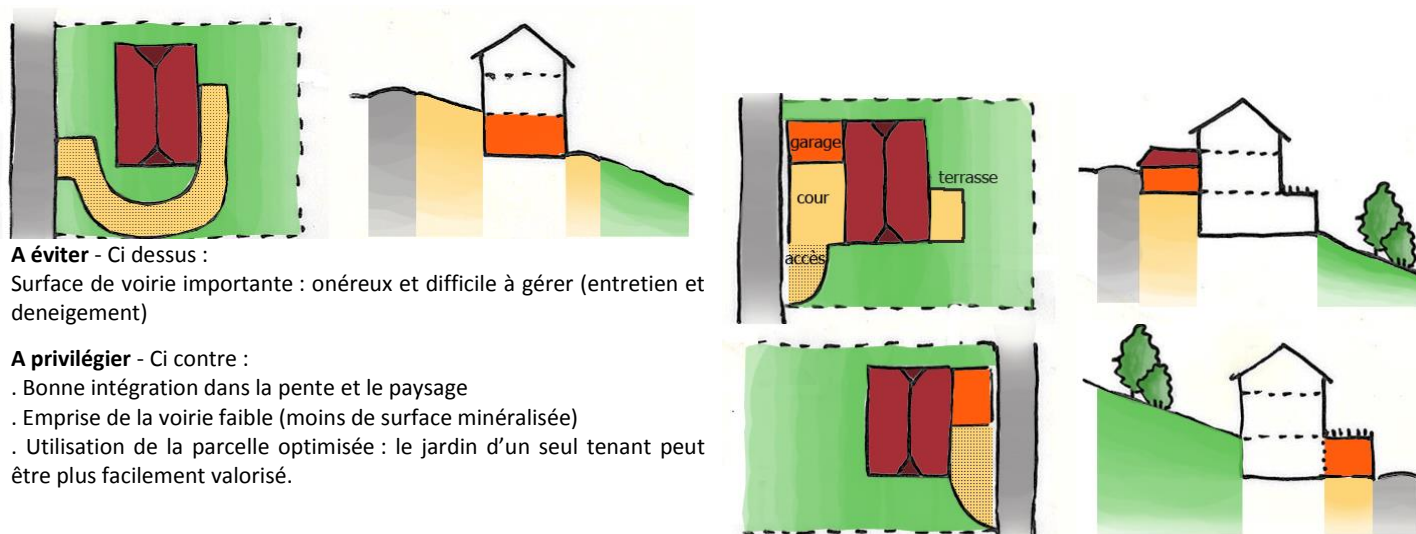 A éviter - Ci dessus :
Surface de voirie importante : onéreux et difficile à gérer (entretien et
deneigement)
A privilégier - Ci contre :
. Bonne intégration dans la pente et le paysage
. Emprise de la voirie faible (moins de surface minéralisée)
. Utilisation de la parcelle optimisée : le jardin d’un seul tenant peut
être plus facilement valorisé.
garage
cour
terrasse
accès